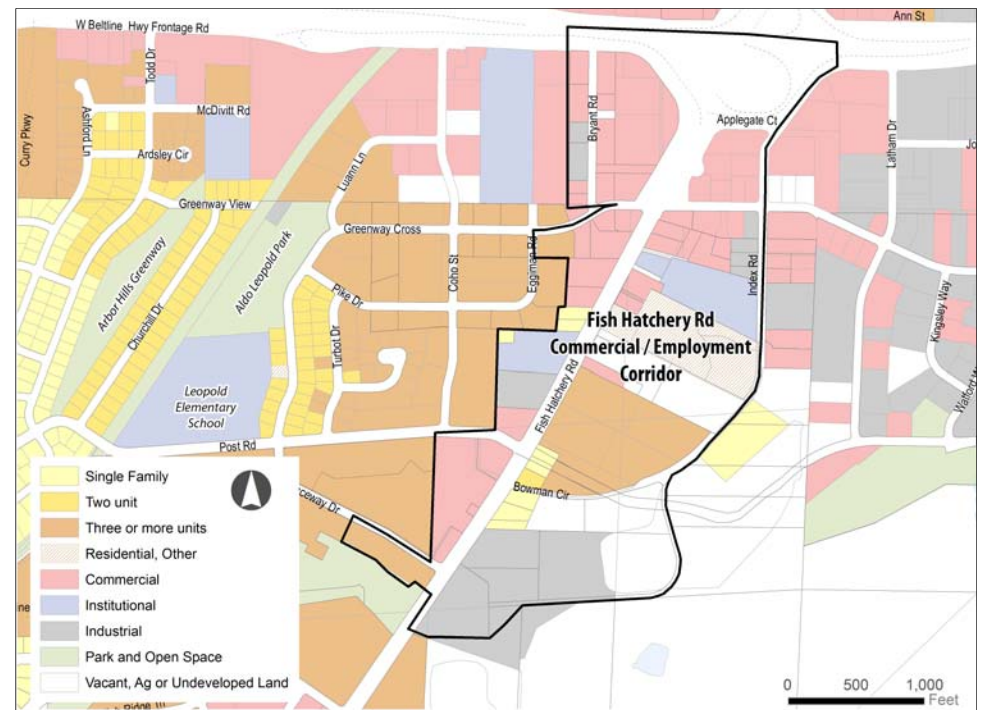 W Beltline Hwy Frontage Rd
Ann St
Todd Dr
Curry Pkwy
Ashford Ln
McDivitt Rd
Bryant Rd
Applegate Ct
Latham Dr
Ardsley Cir
Luann Ln
Greenway View
Greenway Cross
Arbor Hills Greenway
Aldo Leopold Park
Coho St
Eggiman Rd
Index Rd
Churchill Dr
Pike Dr
Turbot Dr
Kingsley Way
Fish Hatchery Rd
Commercial / Employment
Corridor
Leopold
Elementary
School
Fish Hatchery Rd
Post Rd
Bowman Cir
Single Family
Two unit
Three or more units
Residential, Other
Commercial
Institutional
Industrial
Park and Open Space
Vacant, Ag or Undeveloped Land
0 500 1,000
Feet